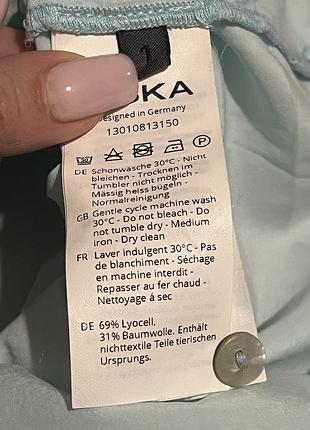 SKA
designed in Germany
13010813150
P
DE Schonwäsche 30°C - Nicht
bleichen - Trocknen im
Tumbler nicht möglich -
Mässig heiss bügeln -
Normalreinigung
GB Gentle cycle machine wash
30°C - Do not bleach - Do not
tumble dry - Medium
iron - Dry clean
FR Laver indulgent 30°C - Pas
de blanchiment - Séchage
en machine interdit -
Repasser au fer chaud -
Nettoyage á sec
DE 69% Lyocell.
31% Baumwolle. Enthält
nichttextile Teile tierischen
Ursprungs.